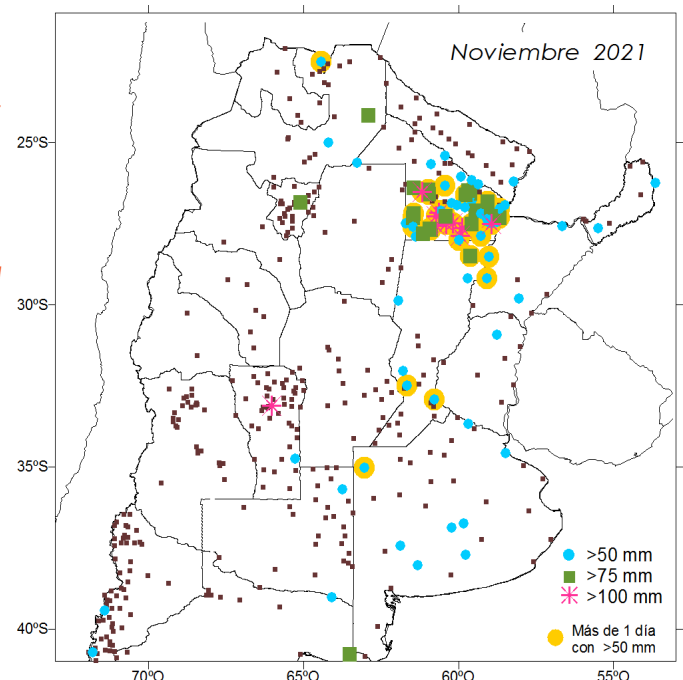 Noviembre 2021
25ºS
30ºS
35ºS
40ºS
>50 mm
>75 mm
>100 mm
Más de 1 día
con >50 mm
70ºO
65ºO
60ºO
55ºO